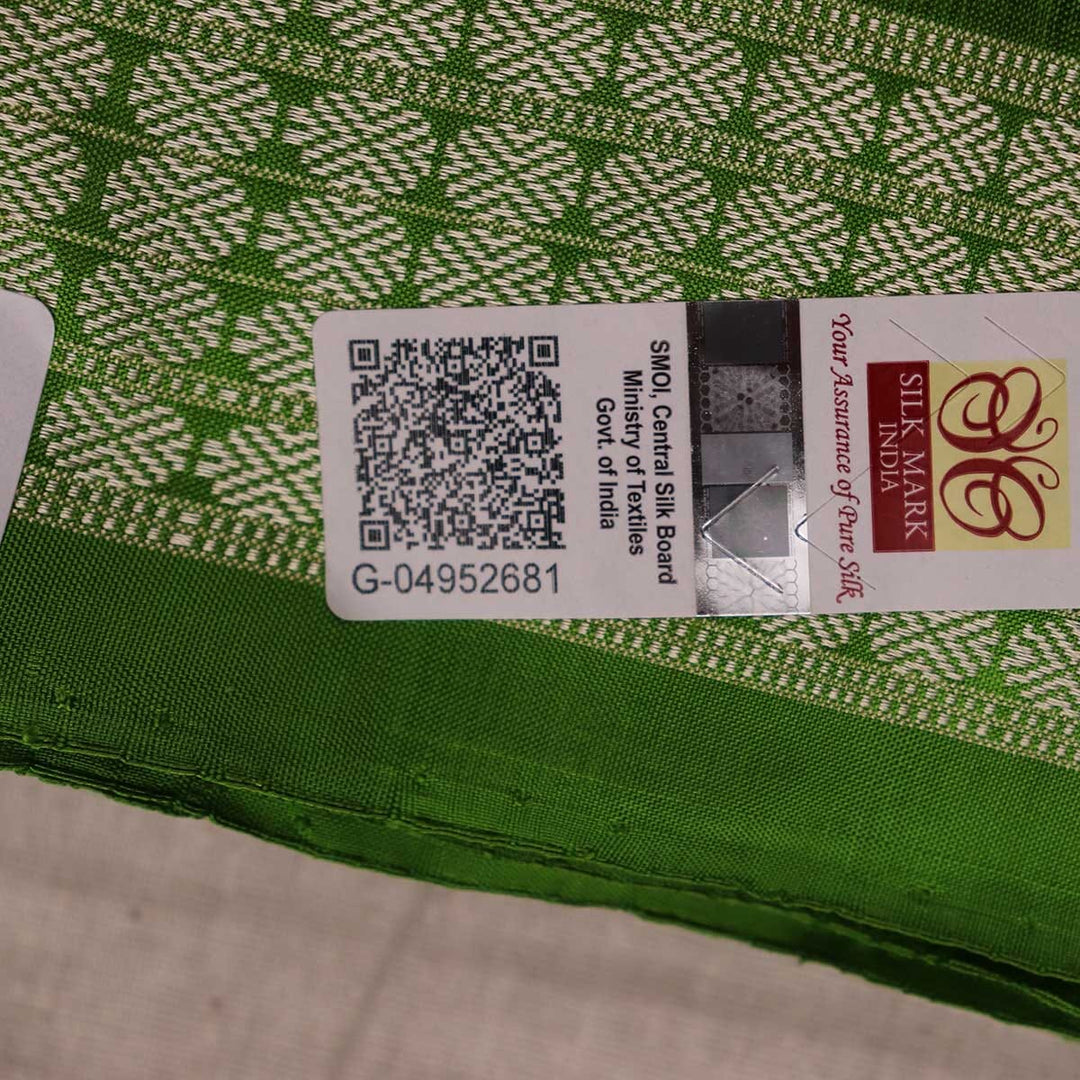 G-04952681
SMOI, Central Silk Board
Ministry of Textiles
Govt. of India
Your Assurance of Pure Silk
SILK MARK
INDIA